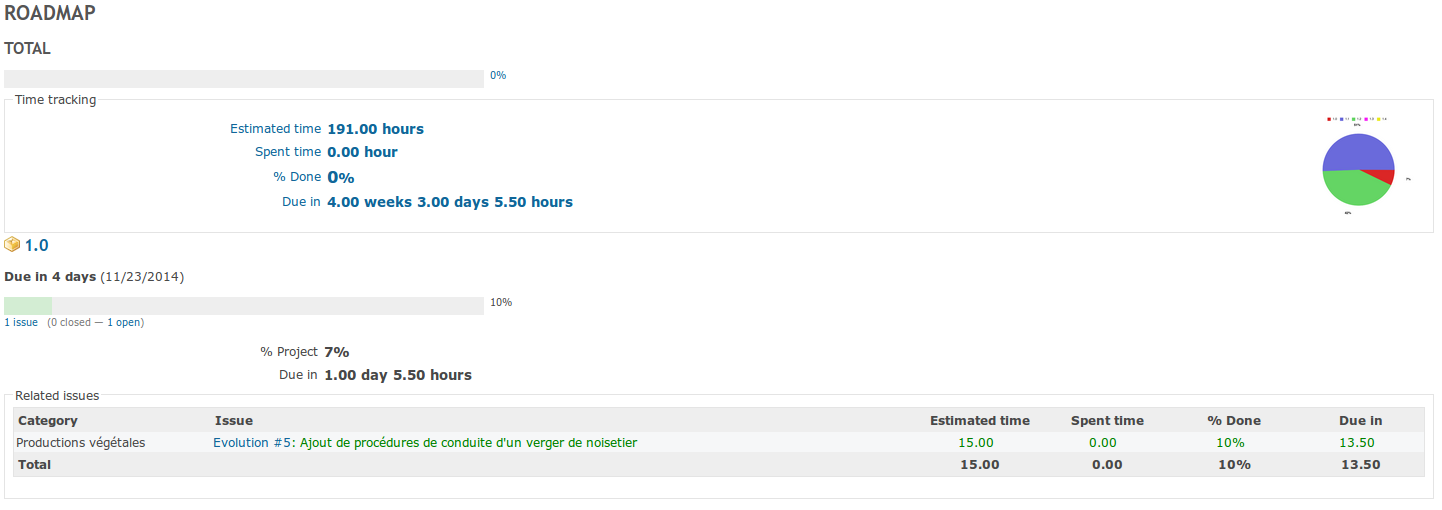 ROADMAP
TOTAL
0%
Time tracking
Estimated time 191.00 hours
Spent time 0.00 hour
% Done 0%
Due in 4.00 weeks 3.00 days 5.50 hours
1.0
Due in 4 days (11/23/2014)
10%
1 issue (0 closed — 1 open)
% Project 7%
Due in 1.00 day 5.50 hours
Related issues
Category Issue Estimated time Spent time % Done Due in
Productions végétales Evolution #5: Ajout de procédures de conduite d'un verger de noisetier 15.00 0.00 10% 13.50
Total 15.00 0.00 10% 13.50